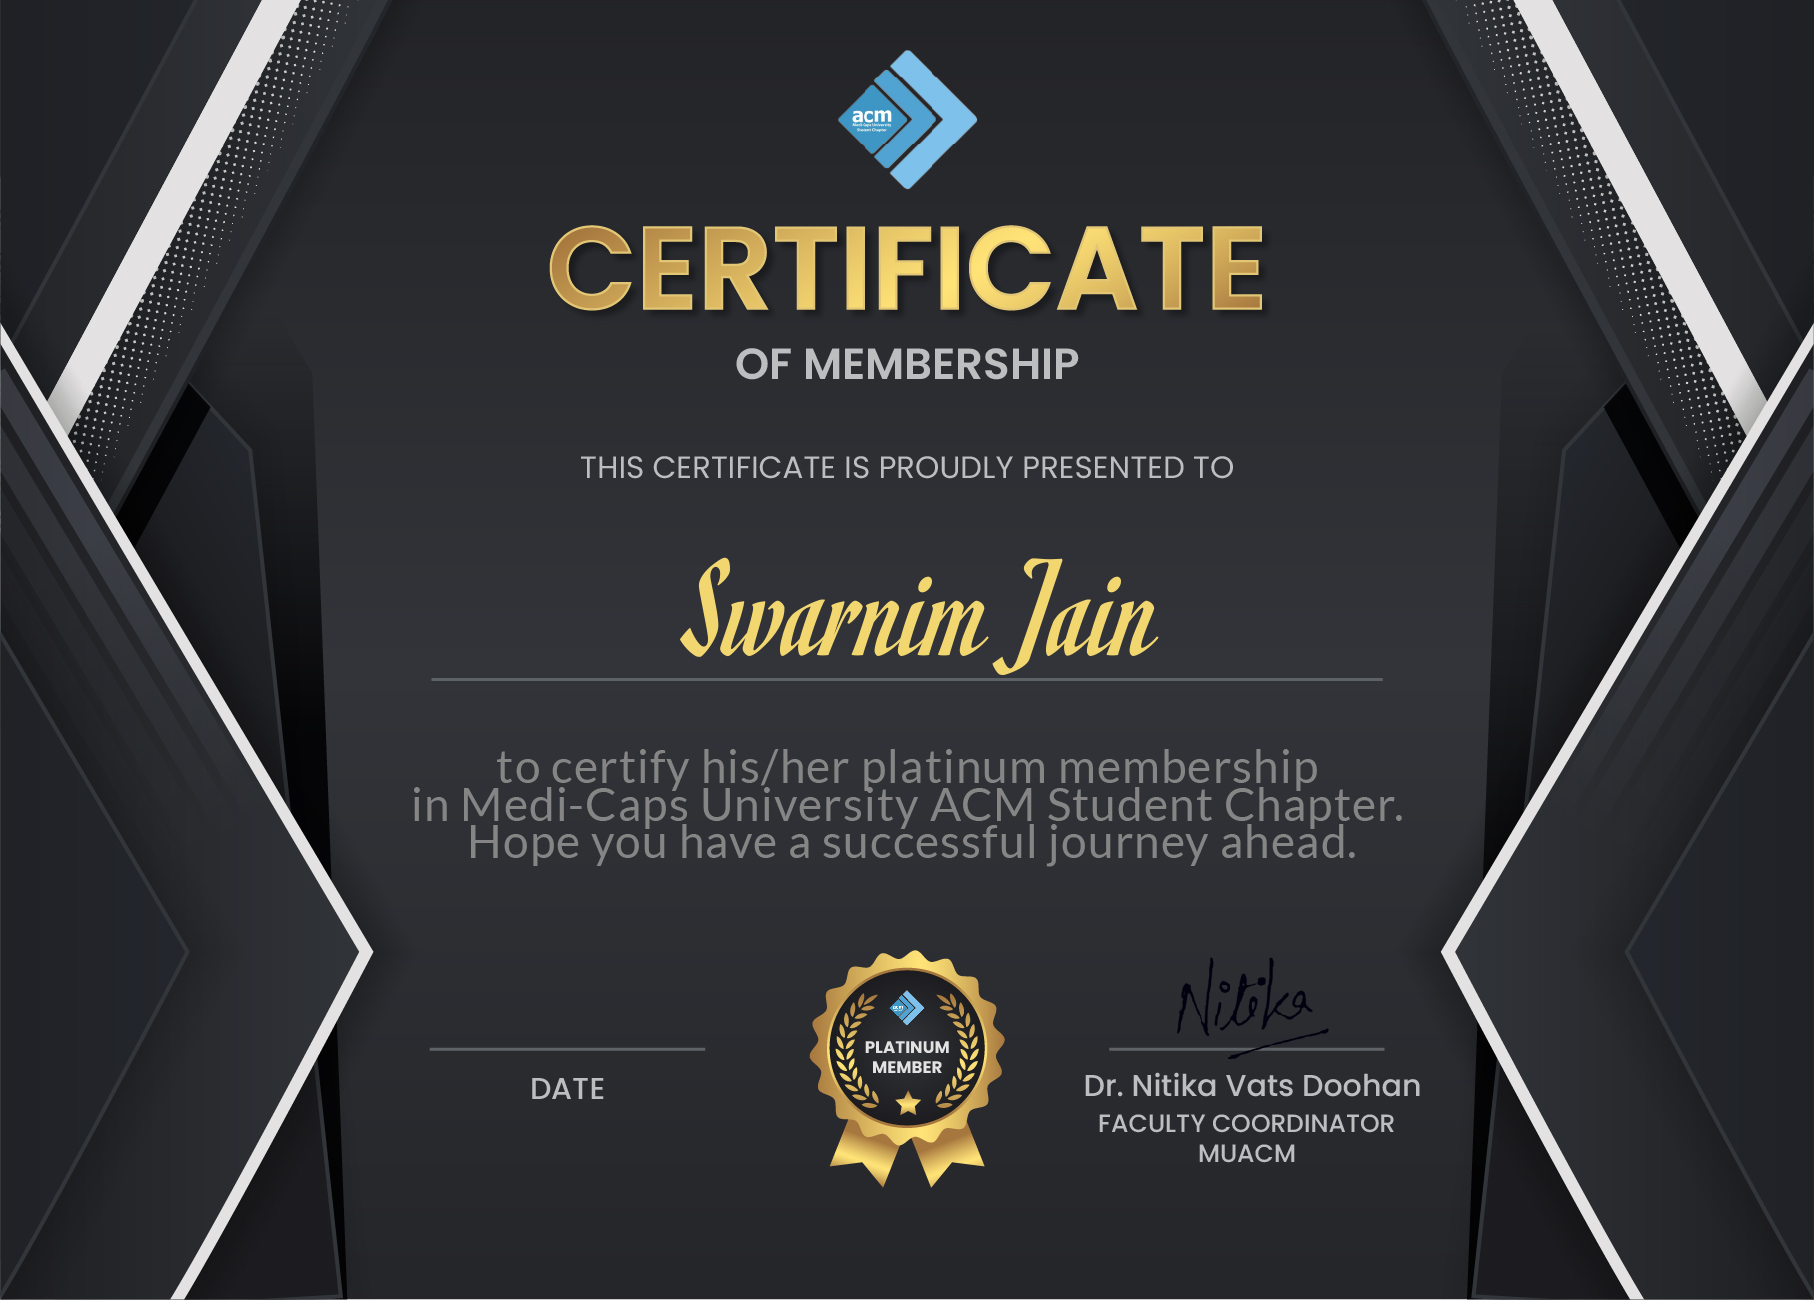 acm
Medi-Caps University
Student Chapter
CERTIFICATE
OF MEMBERSHIP
THIS CERTIFICATE IS PROUDLY PRESENTED TO
Swarnim Jain
to certify his/her platinum membership
in Medi-Caps University ACM Student Chapter.
Hope you have a successful journey ahead.
PLATINUM
MEMBER
Nitika
DATE
Dr. Nitika Vats Doohan
FACULTY COORDINATOR
MUACM